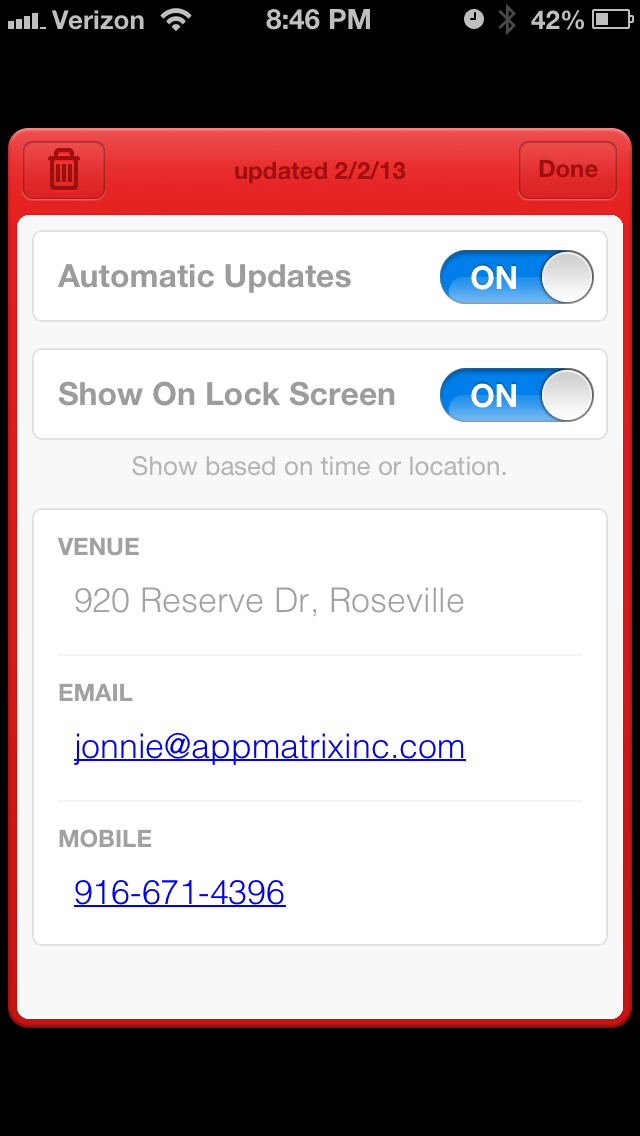 Verizon 8:46 PM 42%
updated 2/2/13 Done
Automatic Updates ON
Show On Lock Screen ON
Show based on time or location.
VENUE
920 Reserve Dr, Roseville
EMAIL
jonnie@appmatrixinc.com
MOBILE
916-671-4396